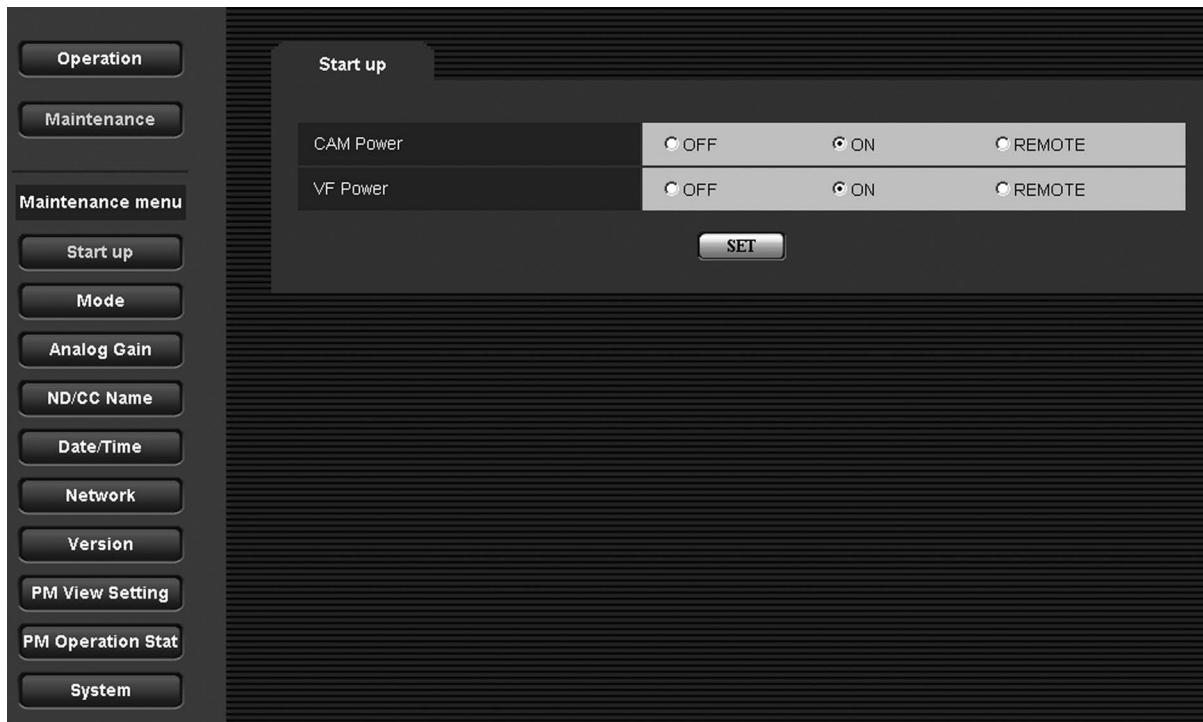 Operation
Maintenance
Maintenance menu
Start up
Mode
Analog Gain
ND/CC Name
Date/Time
Network
Version
PM View Setting
PM Operation Stat
System
Start up
CAM Power OFF ON REMOTE
VF Power OFF ON REMOTE
SET